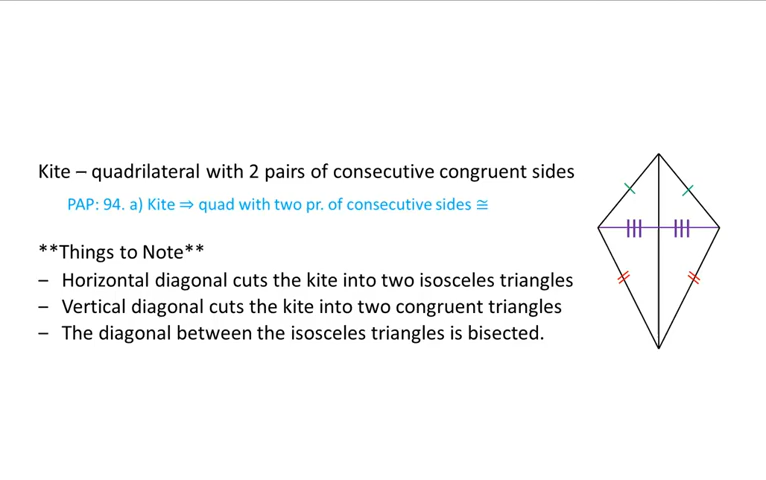 Kite – quadrilateral with 2 pairs of consecutive congruent sides
PAP: 94. a) Kite ⇒ quad with two pr. of consecutive sides ≅
**Things to Note**
– Horizontal diagonal cuts the kite into two isosceles triangles
– Vertical diagonal cuts the kite into two congruent triangles
– The diagonal between the isosceles triangles is bisected.